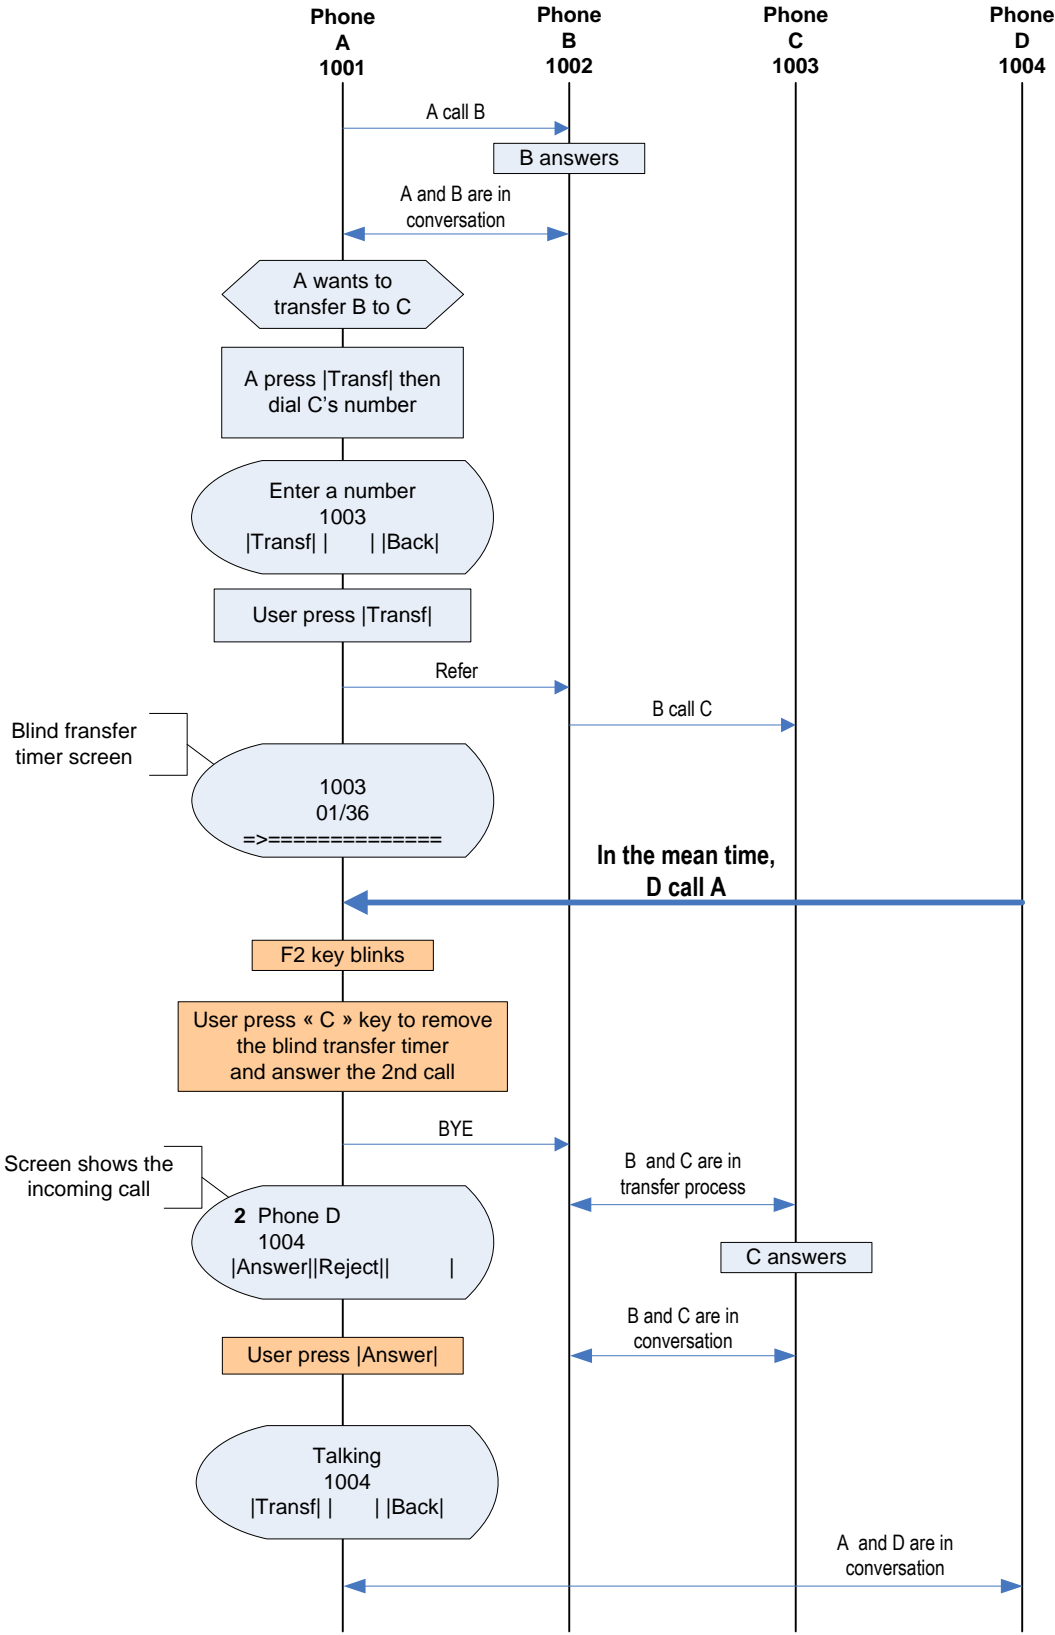 Phone
A
1001
Phone
B
1002
Phone
C
1003
Phone
D
1004
A call B
B answers
A and B are in
conversation
A wants to
transfer B to C
A press |Transf| then
dial C's number
Enter a number
1003
|Transf| |     | |Back|
User press |Transf|
Refer
B call C
Blind fransfer
timer screen
1003
01/36
=>==============
In the mean time,
D call A
F2 key blinks
User press « C » key to remove
the blind transfer timer
and answer the 2nd call
BYE
Screen shows the
incoming call
B and C are in
transfer process
2 Phone D
1004
|Answer||Reject||     |
C answers
B and C are in
conversation
User press |Answer|
Talking
1004
|Transf| |     | |Back|
A and D are in
conversation